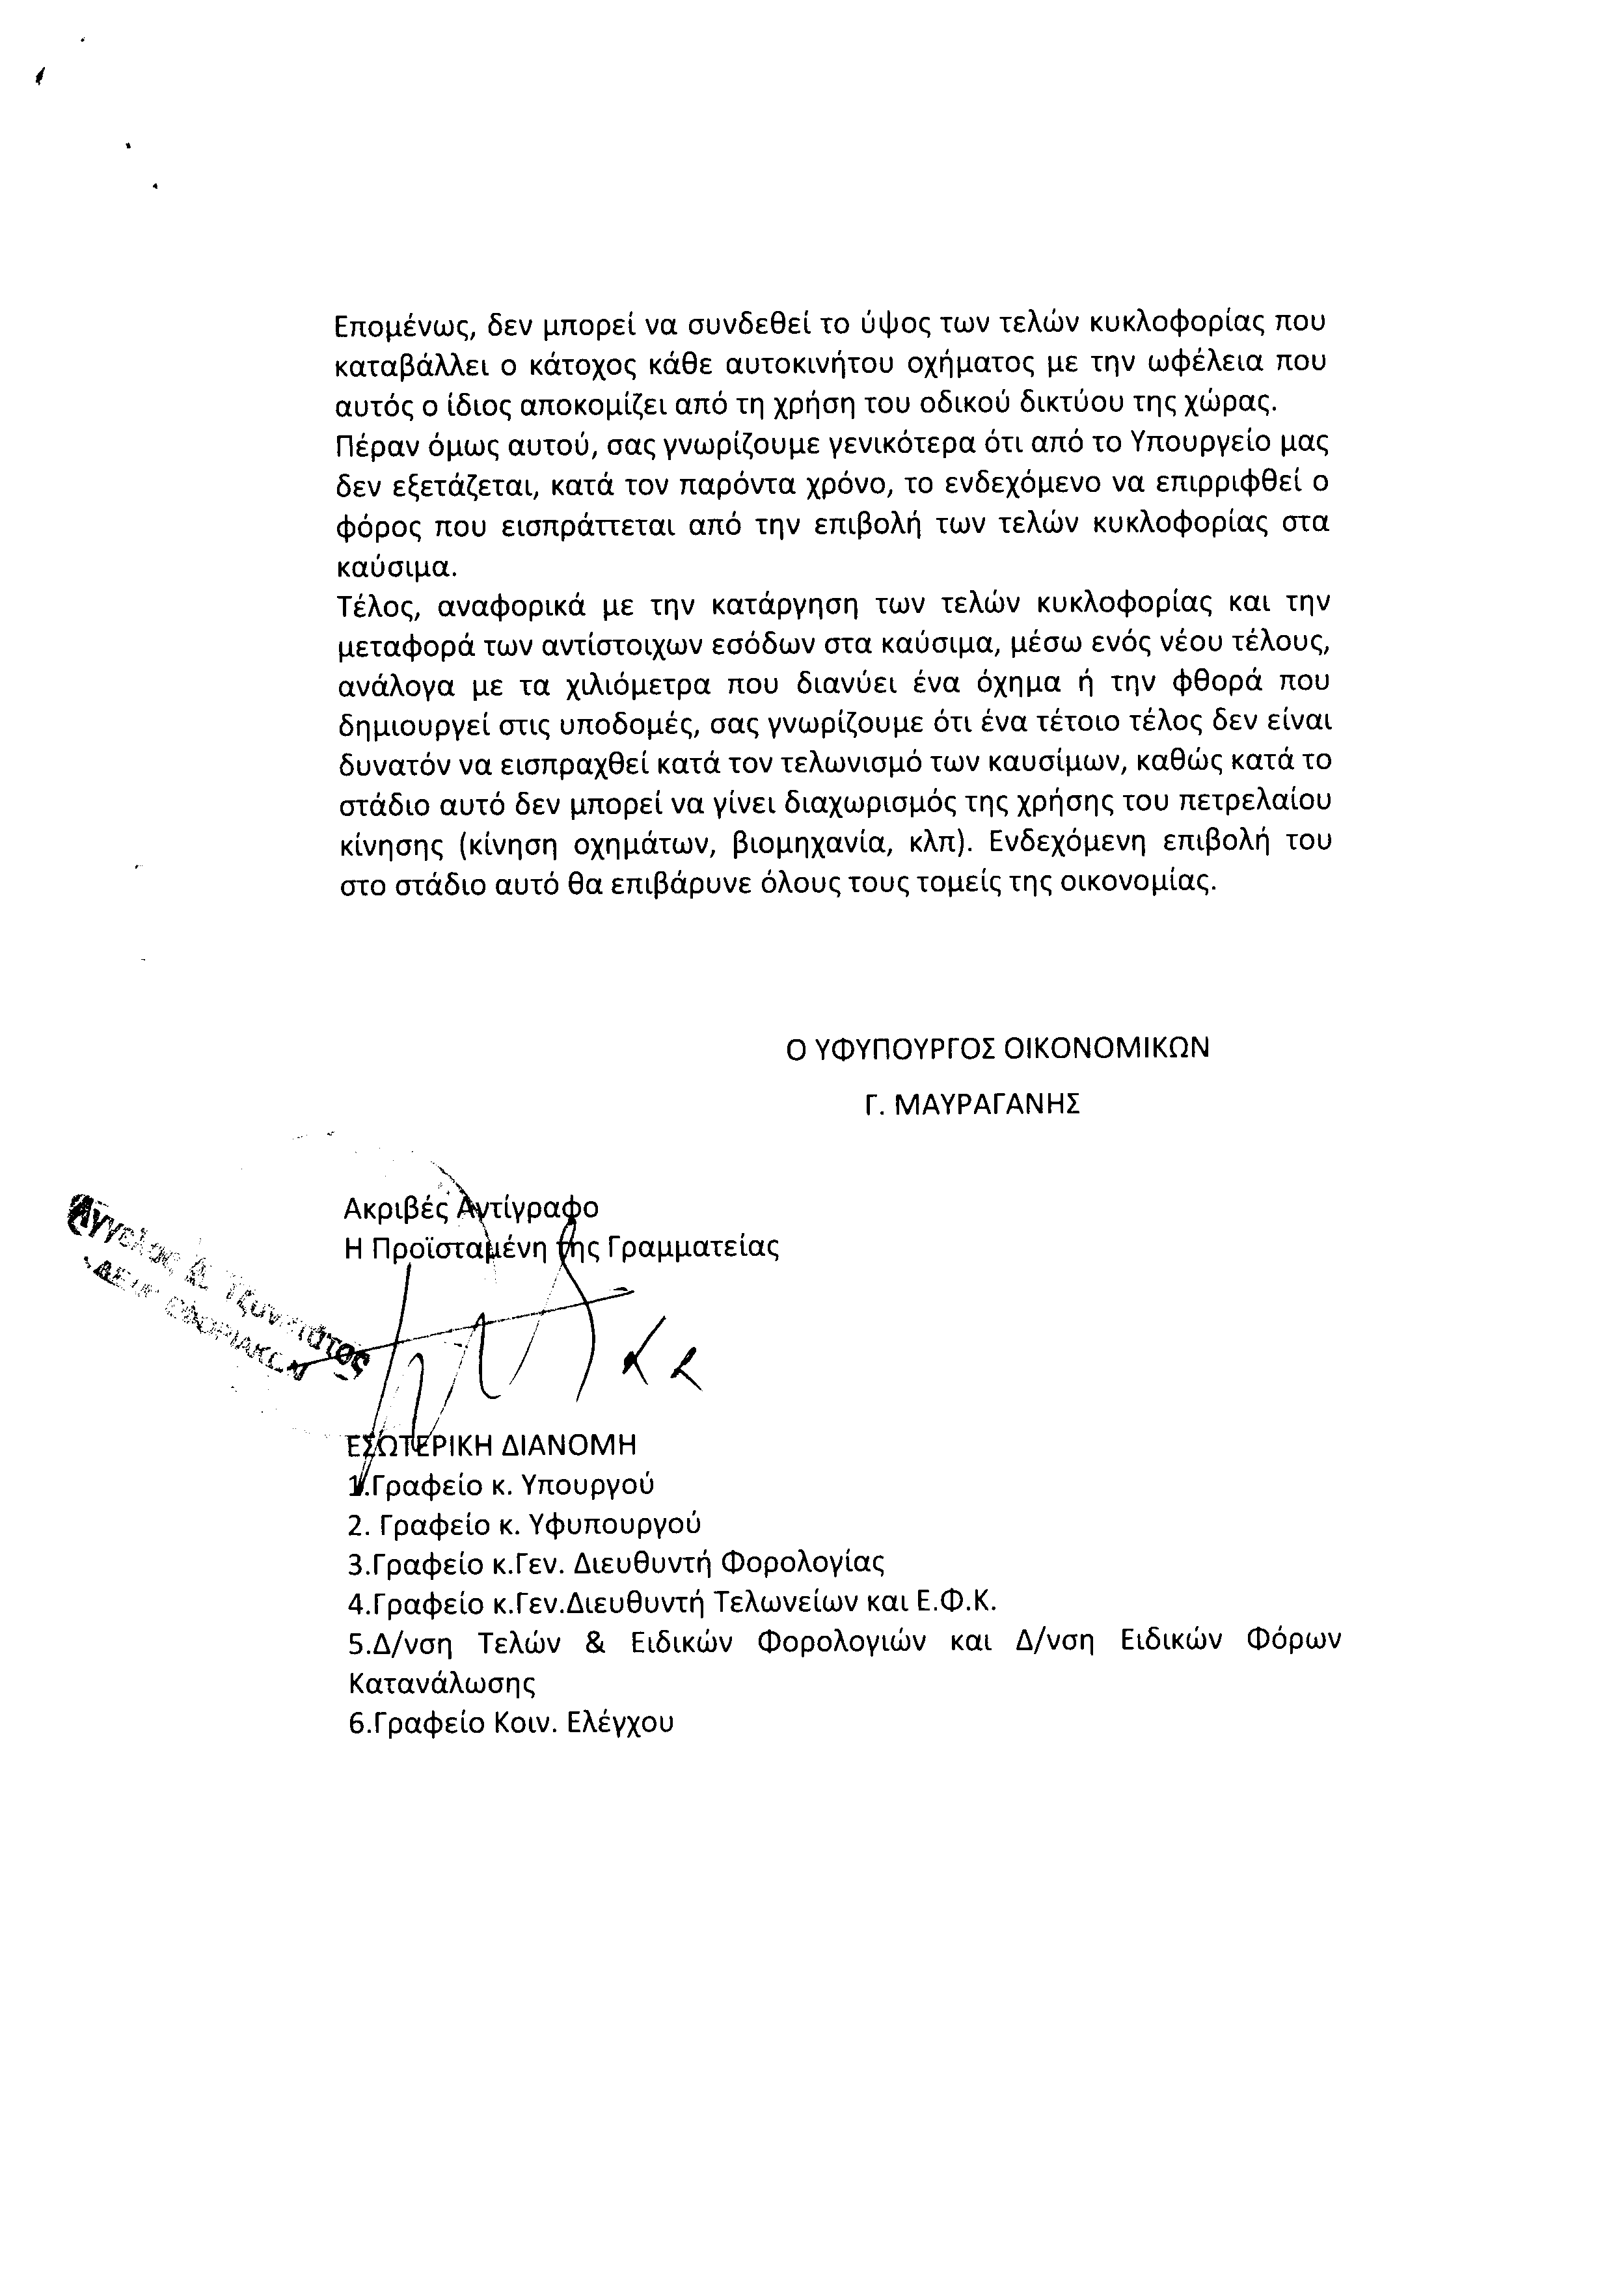 Επομένως, δεν μπορεί να συνδεθεί το ύψος των τελών κυκλοφορίας που
καταβάλλει ο κάτοχος κάθε αυτοκινήτου οχήματος με την ωφέλεια που
αυτός ο ίδιος αποκομίζει από τη χρήση του οδικού δικτύου της χώρας.
Πέραν όμως αυτού, σας γνωρίζουμε γενικότερα ότι από το Υπουργείο μας
δεν εξετάζεται, κατά τον παρόντα χρόνο, το ενδεχόμενο να επιρριφθεί ο
φόρος που εισπράττεται από την επιβολή των τελών κυκλοφορίας στα
καύσιμα.
Τέλος, αναφορικά με την κατάργηση των τελών κυκλοφορίας και την
μεταφορά των αντίστοιχων εσόδων στα καύσιμα, μέσω ενός νέου τέλους,
ανάλογα με τα χιλιόμετρα που διανύει ένα όχημα ή την φθορά που
δημιουργεί στις υποδομές, σας γνωρίζουμε ότι ένα τέτοιο τέλος δεν είναι
δυνατόν να εισπραχθεί κατά τον τελωνισμό των καυσίμων, καθώς κατά το
στάδιο αυτό δεν μπορεί να γίνει διαχωρισμός της χρήσης του πετρελαίου
κίνησης (κίνηση οχημάτων, βιομηχανία, κλπ). Ενδεχόμενη επιβολή του
στο στάδιο αυτό θα επιβάρυνε όλους τους τομείς της οικονομίας.
Ο ΥΦΥΠΟΥΡΓΟΣ ΟΙΚΟΝΟΜΙΚΩΝ
Γ. ΜΑΥΡΑΓΑΝΗΣ
Ακριβές Αντίγραφο
Η Προϊσταμένη της Γραμματείας
Άγγελος
ΕΣΩΤΕΡΙΚΗ ΔΙΑΝΟΜΗ
1.Γραφείο κ. Υπουργού
2. Γραφείο κ. Υφυπουργού
3.Γραφείο κ.Γεν. Διευθυντή Φορολογίας
4.Γραφείο κ.Γεν.Διευθυντή Τελωνείων και Ε.Φ.Κ.
5.Δ/νση Τελών & Ειδικών Φορολογιών και Δ/νση Ειδικών Φόρων
Κατανάλωσης
6.Γραφείο Κοιν. Ελέγχου